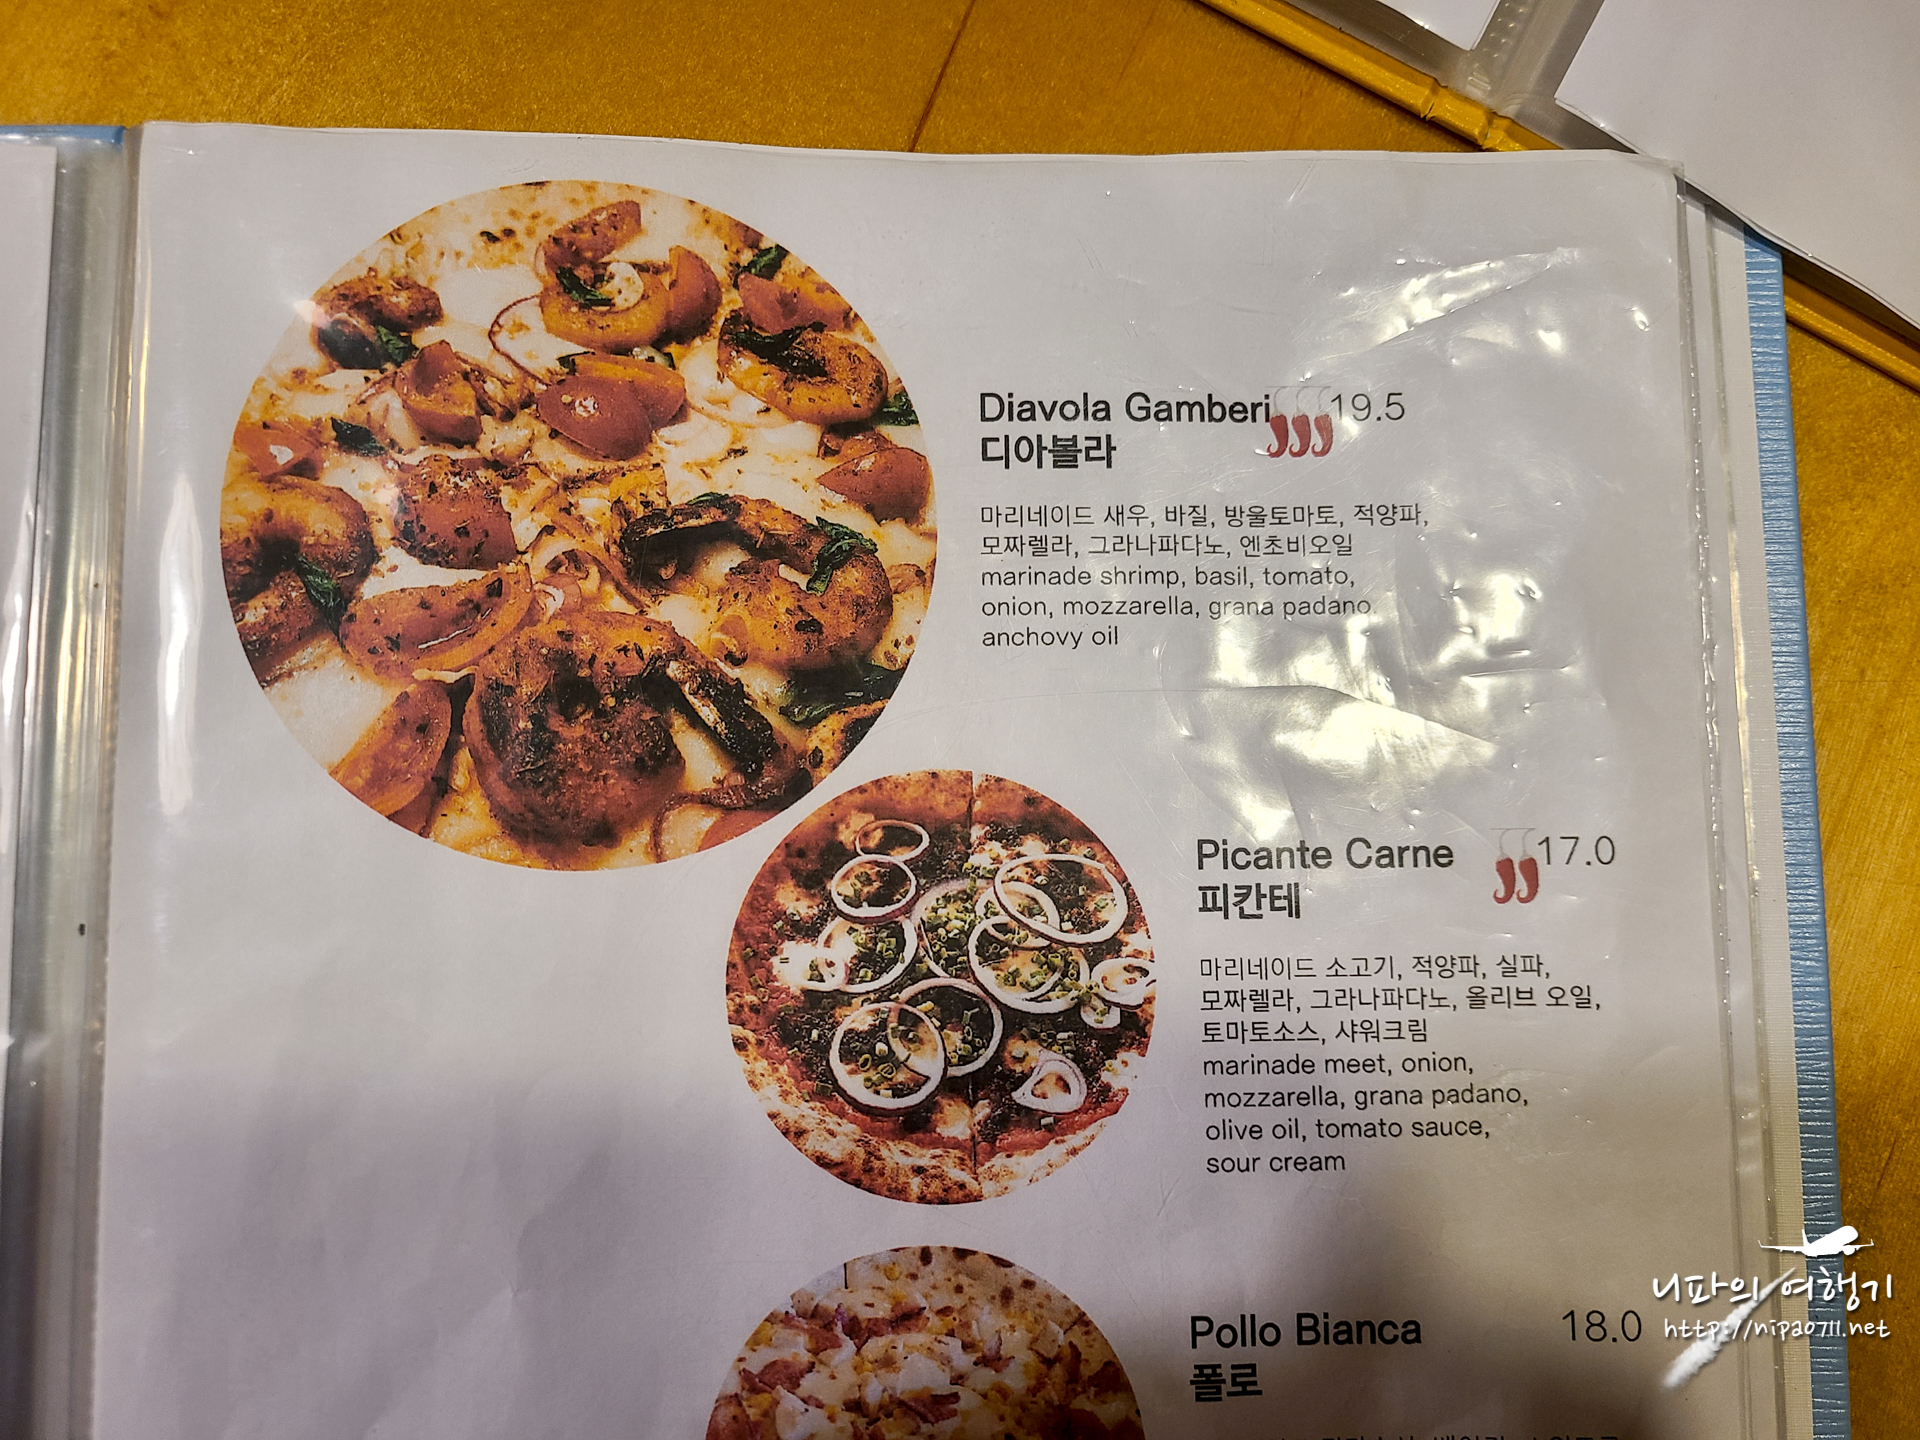 Diavola Gamberi 19.5
디아볼라
마리네이드 새우, 바질, 방울토마토, 적양파,
모짜렐라, 그라나파다노, 엔초비오일
marinade shrimp, basil, tomato,
onion, mozzarella, grana padano
anchovy oil
Picante Carne 17.0
피칸테
마리네이드 소고기, 적양파, 실파,
모짜렐라, 그라나파다노, 올리브 오일,
토마토소스, 샤워크림
marinade meet, onion,
mozzarella, grana padano,
olive oil, tomato sauce,
sour cream
Pollo Bianca 18.0
폴로
니파의 여행기
http://nipa0711.net